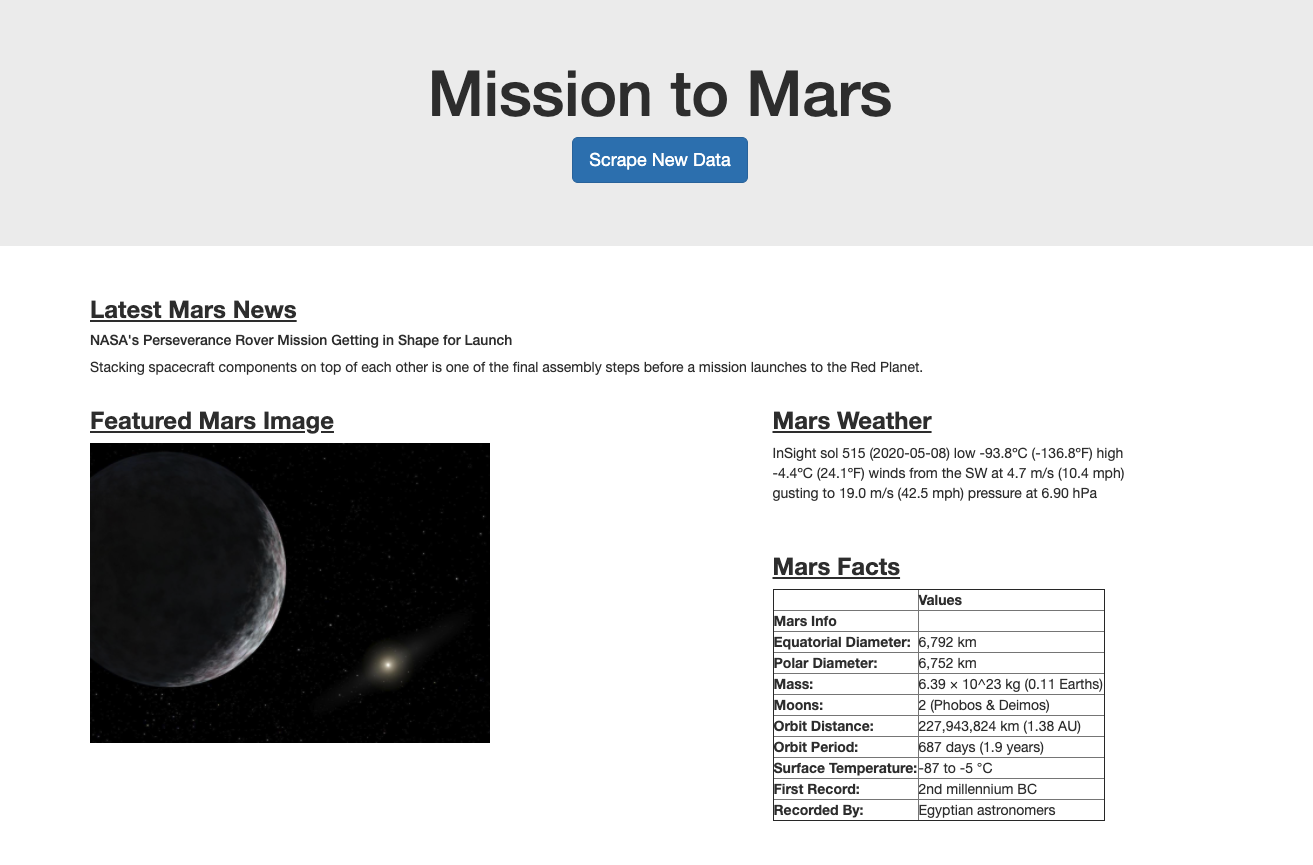 Mission to Mars
Scrape New Data
Latest Mars News
NASA's Perseverance Rover Mission Getting in Shape for Launch
Stacking spacecraft components on top of each other is one of the final assembly steps before a mission launches to the Red Planet.
Featured Mars Image
Mars Weather
InSight sol 515 (2020-05-08) low -93.8ºC (-136.8ºF) high
-4.4ºC (24.1ºF) winds from the SW at 4.7 m/s (10.4 mph)
gusting to 19.0 m/s (42.5 mph) pressure at 6.90 hPa
Mars Facts
Values
Mars Info
Equatorial Diameter: 6,792 km
Polar Diameter: 6,752 km
Mass: 6.39 × 10^23 kg (0.11 Earths)
Moons: 2 (Phobos & Deimos)
Orbit Distance: 227,943,824 km (1.38 AU)
Orbit Period: 687 days (1.9 years)
Surface Temperature: -87 to -5 °C
First Record: 2nd millennium BC
Recorded By: Egyptian astronomers